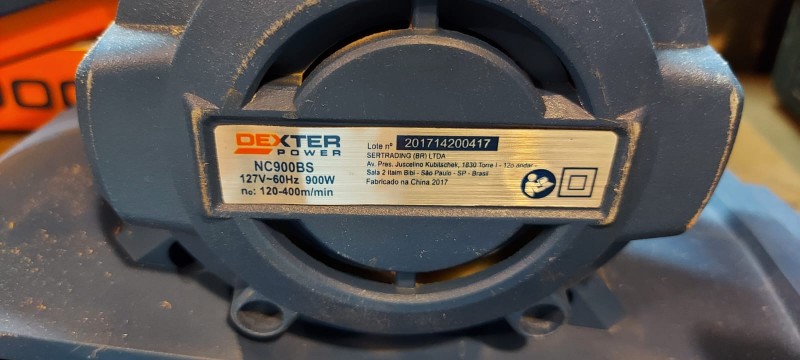 DEXTER
POWER
NC900BS
127V~60Hz 900W
no: 120-400m/min
Lote nº 201714200417
SERTRADING (BR) LTDA
Av. Pres. Juscelino Kubitschek, 1830 Torre I - 12o andar -
Sala 2 Itaim Bibi - São Paulo - SP - Brasil
Fabricado na China 2017